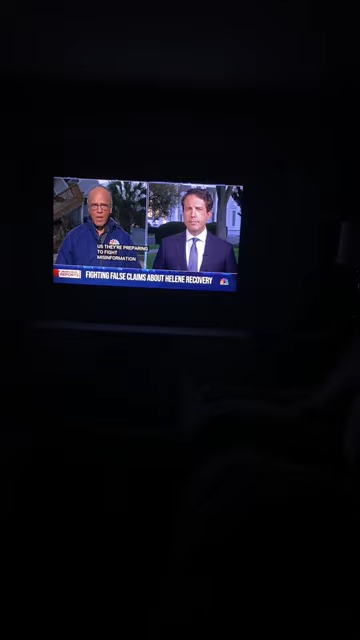 US THEY'RE PREPARING
TO FIGHT
MISINFORMATION
FIGHTING FALSE CLAIMS ABOUT HELENE RECOVERY